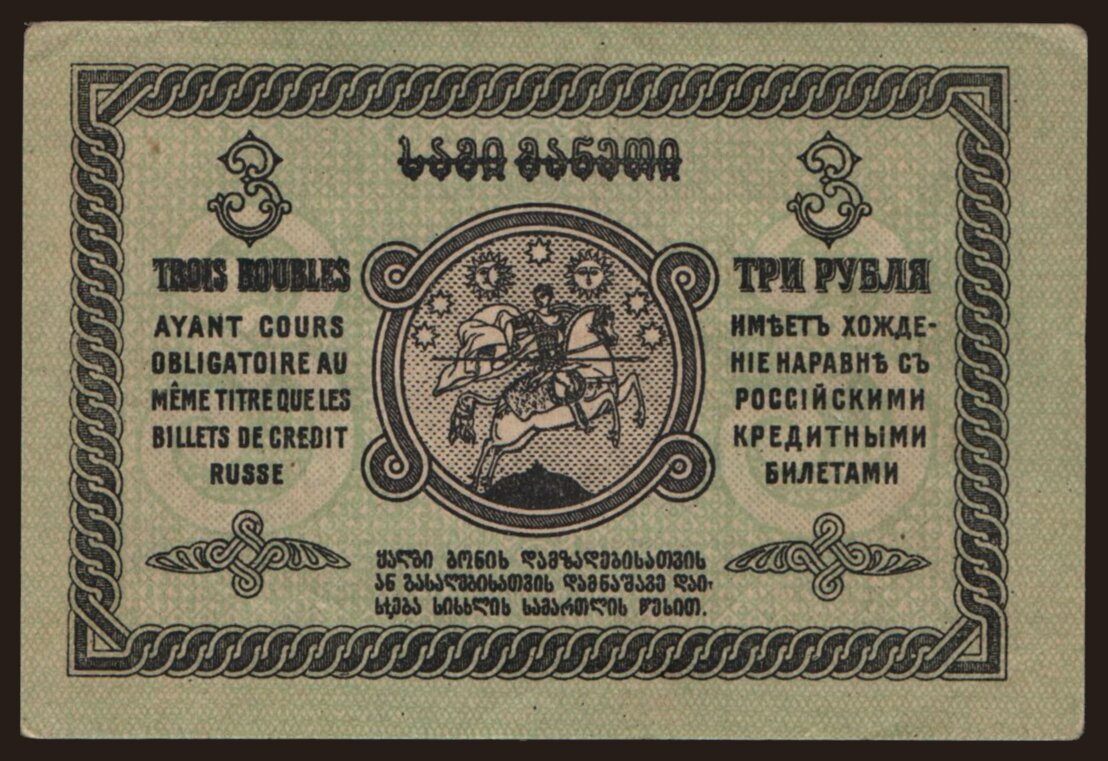 სამი მანეთი
3
3
TROIS ROUBLES
AYANT COURS
OBLIGATOIRE AU
MÊME TITRE QUE LES
BILLETS DE CREDIT
RUSSE
ТРИ РУБЛЯ
ИМѢЕТЪ ХОЖДЕ-
НІЕ НАРАВНѢ СЪ
РОССІЙСКИМИ
КРЕДИТНЫМИ
БИЛЕТАМИ
ყალბი ბონის დამზადებისათვის
ან გასაღებისათვის დამნაშავე დაი-
სჯება სისხლის სამართლის წესით.